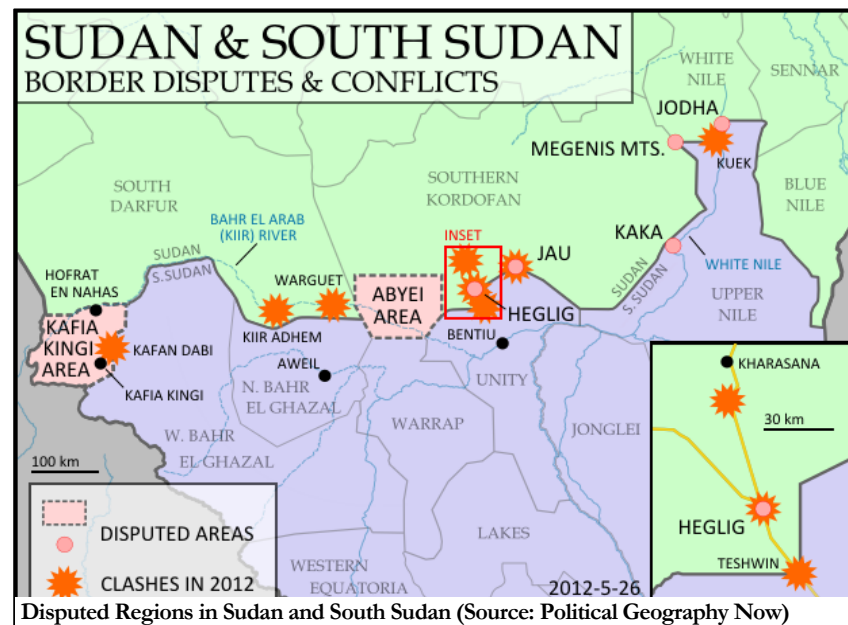 SUDAN & SOUTH SUDAN
BORDER DISPUTES & CONFLICTS
WHITE
NILE
SENNAR
JODHA
MEGENIS MTS.
KUEK
BLUE
NILE
SOUTH
DARFUR
SOUTHERN
KORDOFAN
BAHR EL ARAB
(KIIR) RIVER
INSET
JAU
KAKA
SUDAN
S. SUDAN
WHITE NILE
UPPER
NILE
SUDAN
S. SUDAN
HOFRAT
EN NAHAS
WARGUET
ABYEI
AREA
HEGLIG
KAFIA
KINGI
AREA
KAFAN DABI
KIIR ADHEM
BENTIU
KAFIA KINGI
AWEIL
UNITY
N. BAHR
EL GHAZAL
WARRAP
JONGLEI
W. BAHR
EL GHAZAL
100 km
LAKES
WESTERN
EQUATORIA
DISPUTED AREAS
CLASHES IN 2012
2012-5-26
KHARASANA
30 km
HEGLIG
TESHWIN
Disputed Regions in Sudan and South Sudan (Source: Political Geography Now)